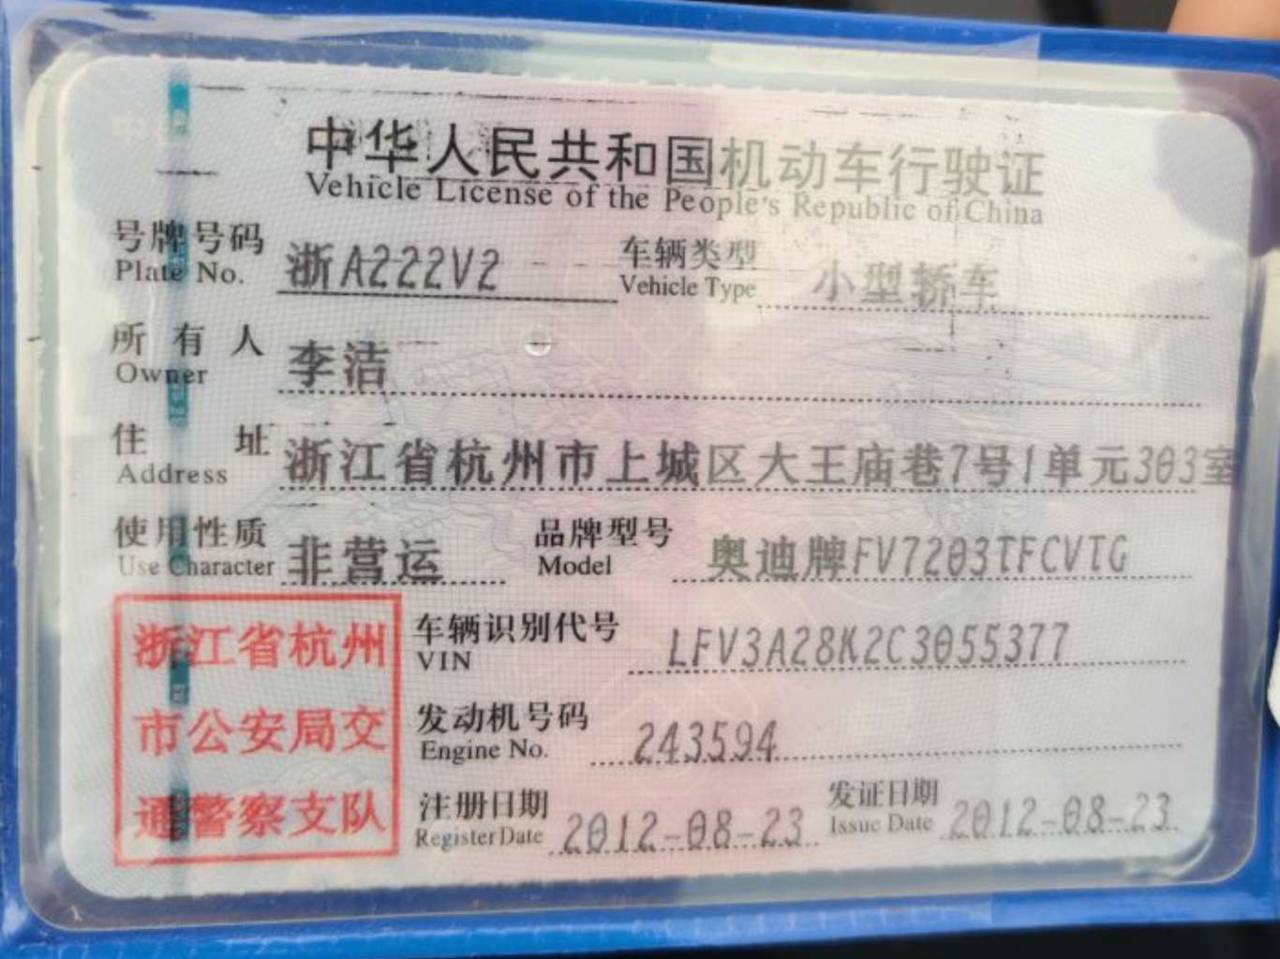 中华人民共和国机动车行驶证
Vehicle License of the People's Republic of China
号牌号码 浙A222V2 车辆类型 小型轿车
Plate No. Vehicle Type
所有人 李洁
Owner
住址 浙江省杭州市上城区大王庙巷7号1单元303室
Address
使用性质 非营运 品牌型号 奥迪牌FV7203TFCVTG
Use Character Model
浙江省杭州
市公安局交
通警察支队
车辆识别代号 LFV3A28K2C3055377
VIN
发动机号码 243594
Engine No.
注册日期 2012-08-23 发证日期 2012-08-23
Register Date Issue Date